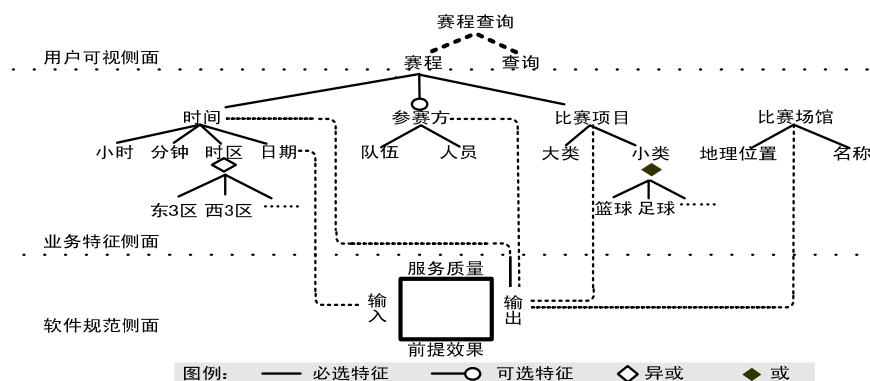 赛程查询
用户可视侧面
赛程 查询
时间 参赛方 比赛项目 比赛场馆
小时 分钟 时区 日期 队伍 人员 大类 小类 地理位置 名称
东3区 西3区 …… 篮球 足球 ……
业务特征侧面
服务质量
输入 输出
软件规范侧面
前提效果
图例： 必选特征 可选特征 异或 或